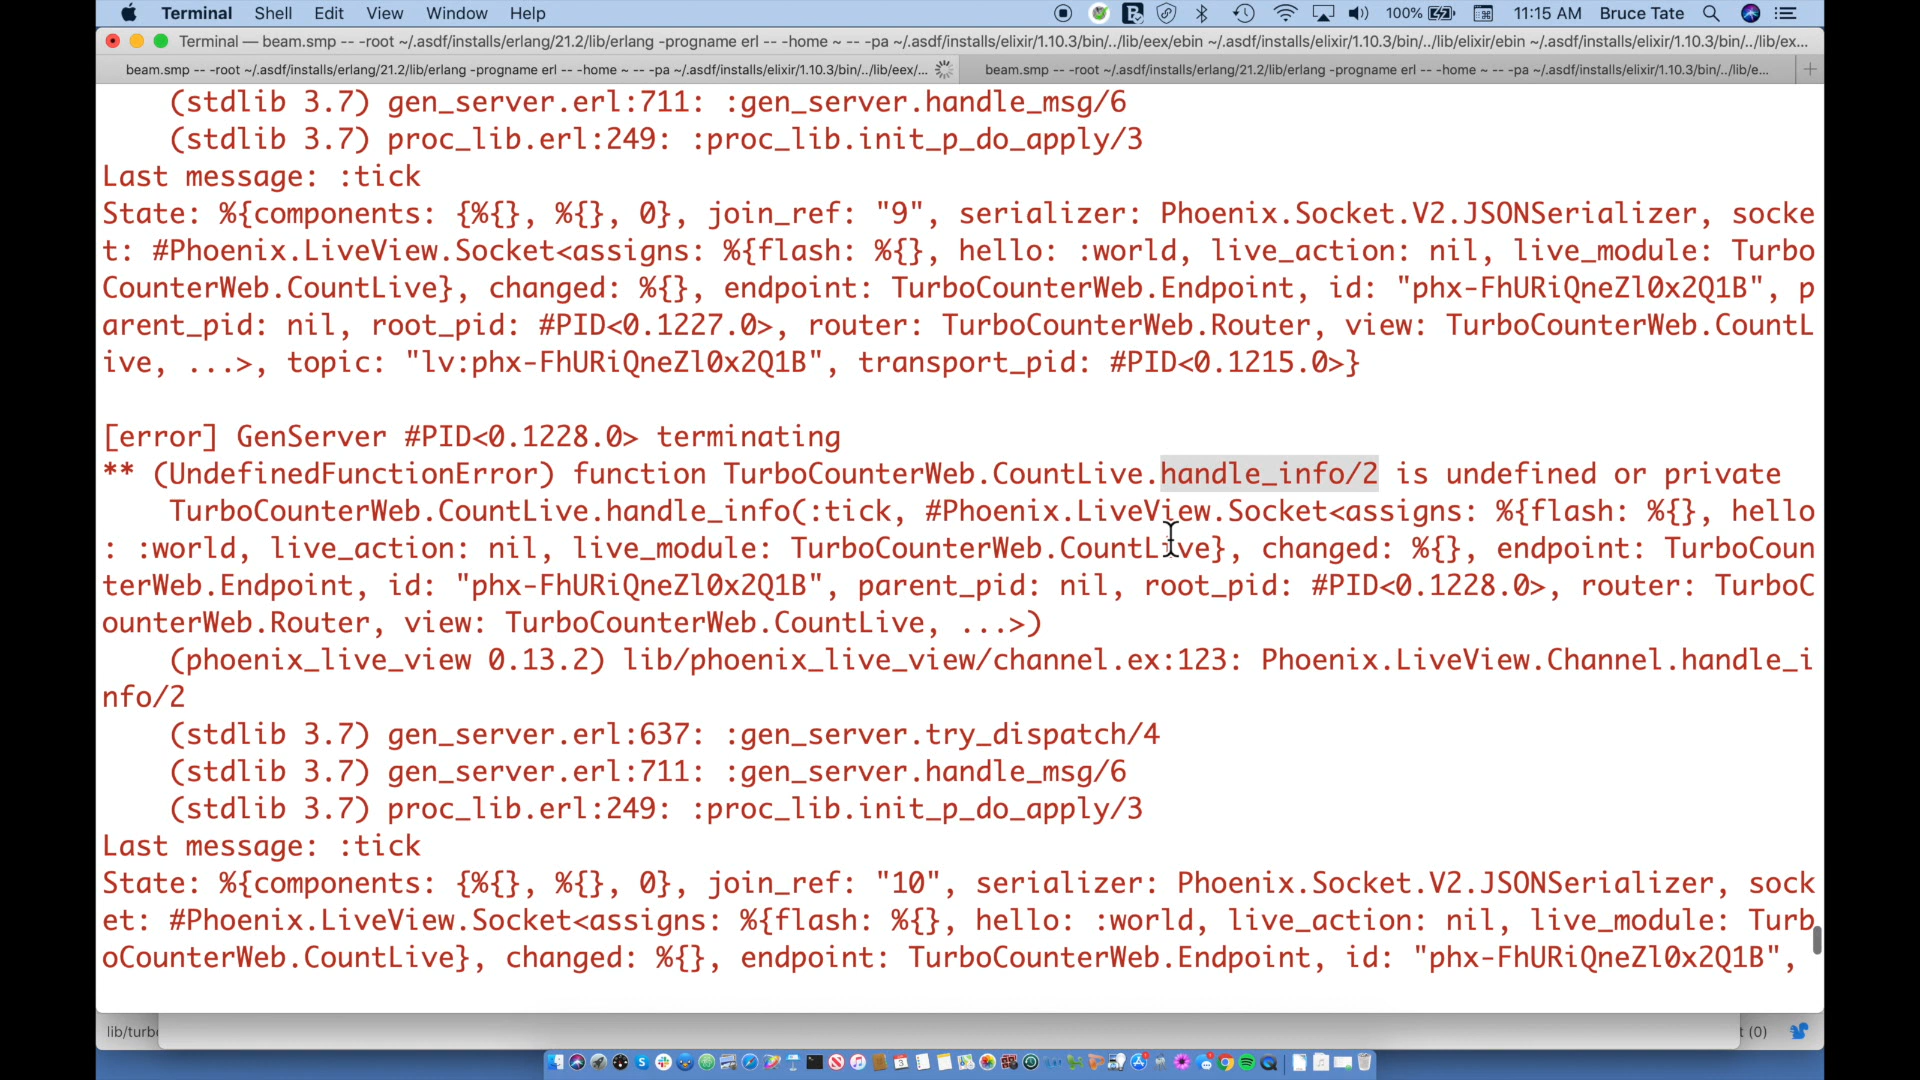 Terminal Shell Edit View Window Help 100% 11:15 AM Bruce Tate
Terminal — beam.smp -- -root ~/.asdf/installs/erlang/21.2/lib/erlang -progname erl -- -home ~ -- -pa ~/.asdf/installs/elixir/1.10.3/bin/../lib/eex/ebin ~/.asdf/installs/elixir/1.10.3/bin/../lib/elixir/ebin ~/.asdf/installs/elixir/1.10.3/bin/../lib/ex...
beam.smp -- -root ~/.asdf/installs/erlang/21.2/lib/erlang -progname erl -- -home ~ -- -pa ~/.asdf/installs/elixir/1.10.3/bin/../lib/eex/... beam.smp -- -root ~/.asdf/installs/erlang/21.2/lib/erlang -progname erl -- -home ~ -- -pa ~/.asdf/installs/elixir/1.10.3/bin/../lib/e...
    (stdlib 3.7) gen_server.erl:711: :gen_server.handle_msg/6
    (stdlib 3.7) proc_lib.erl:249: :proc_lib.init_p_do_apply/3
Last message: :tick
State: %{components: {%{}, %{}, 0}, join_ref: "9", serializer: Phoenix.Socket.V2.JSONSerializer, socke
t: #Phoenix.LiveView.Socket<assigns: %{flash: %{}, hello: :world, live_action: nil, live_module: Turbo
CounterWeb.CountLive}, changed: %{}, endpoint: TurboCounterWeb.Endpoint, id: "phx-FhURiQneZl0x2Q1B", p
arent_pid: nil, root_pid: #PID<0.1227.0>, router: TurboCounterWeb.Router, view: TurboCounterWeb.CountL
ive, ...>, topic: "lv:phx-FhURiQneZl0x2Q1B", transport_pid: #PID<0.1215.0>}
[error] GenServer #PID<0.1228.0> terminating
** (UndefinedFunctionError) function TurboCounterWeb.CountLive.handle_info/2 is undefined or private
    TurboCounterWeb.CountLive.handle_info(:tick, #Phoenix.LiveView.Socket<assigns: %{flash: %{}, hello
: :world, live_action: nil, live_module: TurboCounterWeb.CountLive}, changed: %{}, endpoint: TurboCoun
terWeb.Endpoint, id: "phx-FhURiQneZl0x2Q1B", parent_pid: nil, root_pid: #PID<0.1228.0>, router: TurboC
ounterWeb.Router, view: TurboCounterWeb.CountLive, ...>)
    (phoenix_live_view 0.13.2) lib/phoenix_live_view/channel.ex:123: Phoenix.LiveView.Channel.handle_i
nfo/2
    (stdlib 3.7) gen_server.erl:637: :gen_server.try_dispatch/4
    (stdlib 3.7) gen_server.erl:711: :gen_server.handle_msg/6
    (stdlib 3.7) proc_lib.erl:249: :proc_lib.init_p_do_apply/3
Last message: :tick
State: %{components: {%{}, %{}, 0}, join_ref: "10", serializer: Phoenix.Socket.V2.JSONSerializer, sock
et: #Phoenix.LiveView.Socket<assigns: %{flash: %{}, hello: :world, live_action: nil, live_module: Turb
oCounterWeb.CountLive}, changed: %{}, endpoint: TurboCounterWeb.Endpoint, id: "phx-FhURiQneZl0x2Q1B",
lib/turbo t (0)